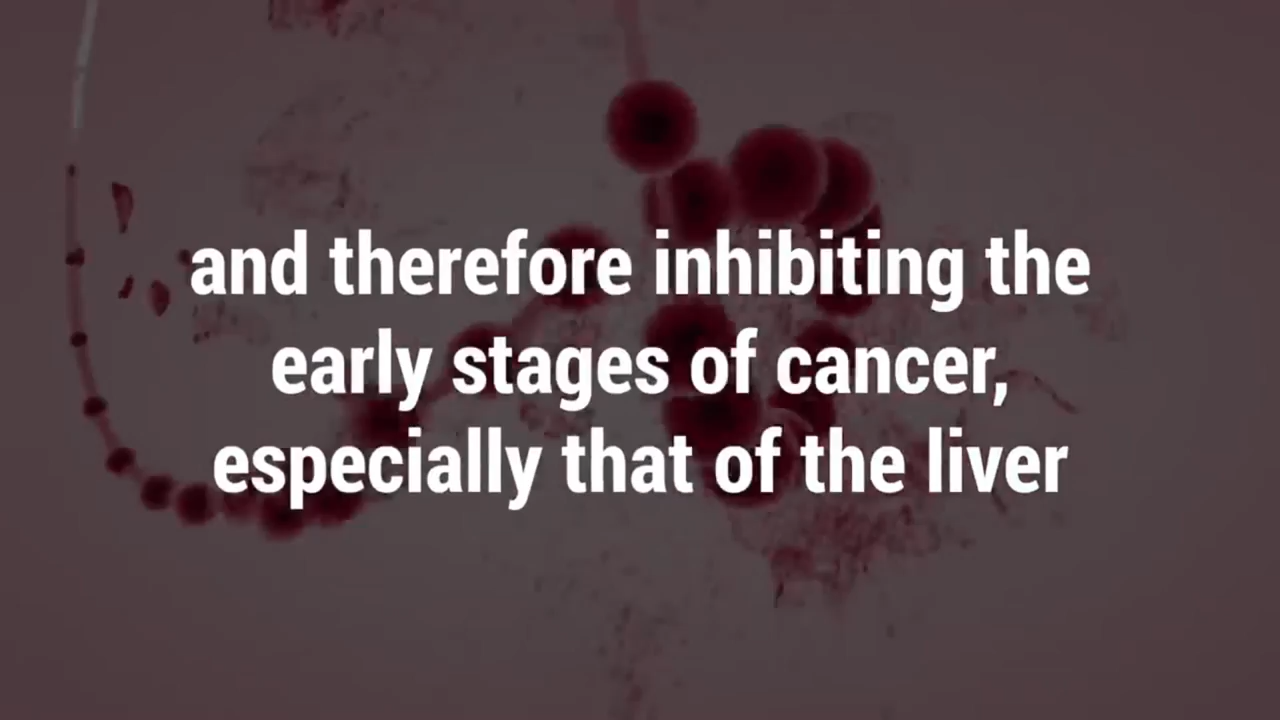 and therefore inhibiting the
early stages of cancer,
especially that of the liver